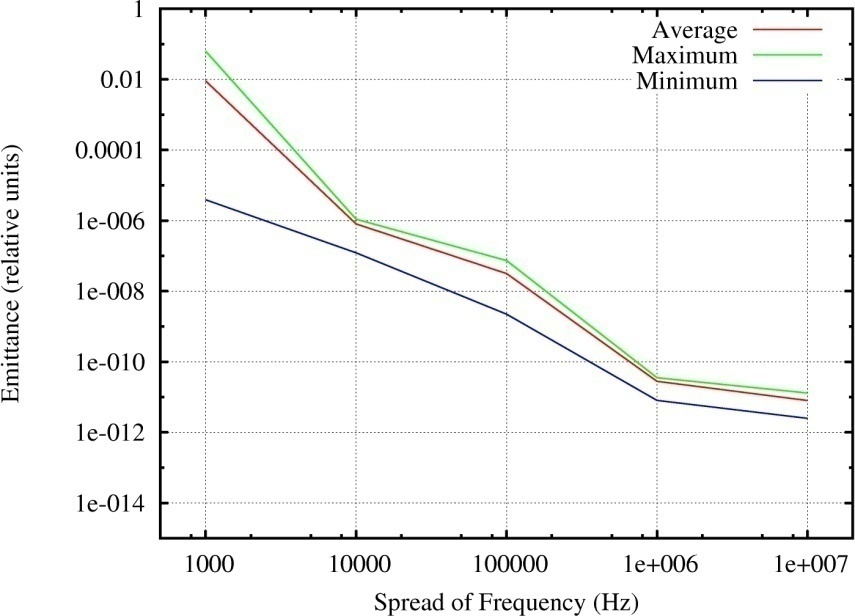 1
0.01
0.0001
1e-006
1e-008
1e-010
1e-012
1e-014
Emittance (relative units)
Average
Maximum
Minimum
1000 10000 100000 1e+006 1e+007
Spread of Frequency (Hz)